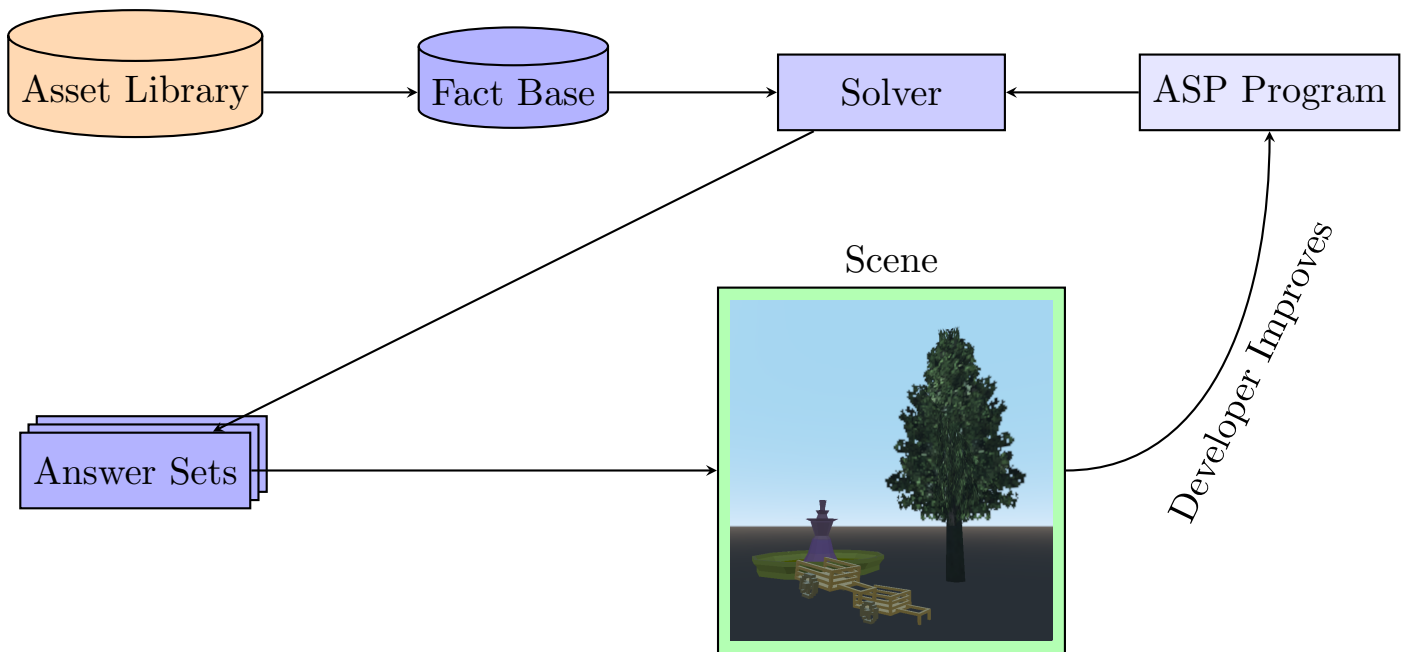 Asset Library
Fact Base
Solver
ASP Program
Scene
Developer Improves
Answer Sets